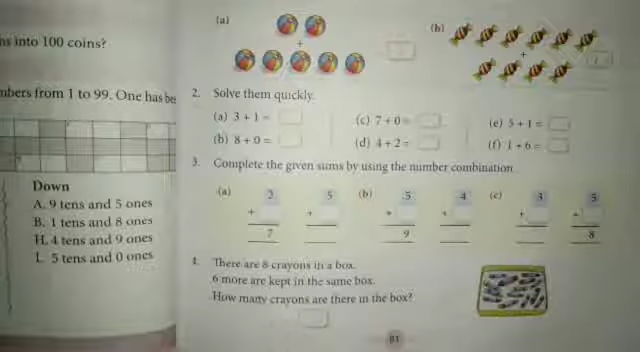 ns into 100 coins?
mbers from 1 to 99. One has be
Down
A. 9 tens and 5 ones
B. 1 tens and 8 ones
H. 4 tens and 9 ones
I. 5 tens and 0 ones
(a) (b)
+ +
2. Solve them quickly.
(a) 3 + 1 = (c) 7 + 0 = (e) 5 + 1 =
(b) 8 + 0 = (d) 4 + 2 = (f) 1 + 6 =
3. Complete the given sums by using the number combination.
(a) 2 5 (b) 5 4 (c) 3 5
+ + + + + +
7 9 8
4. There are 8 crayons in a box.
6 more are kept in the same box.
How many crayons are there in the box?
81